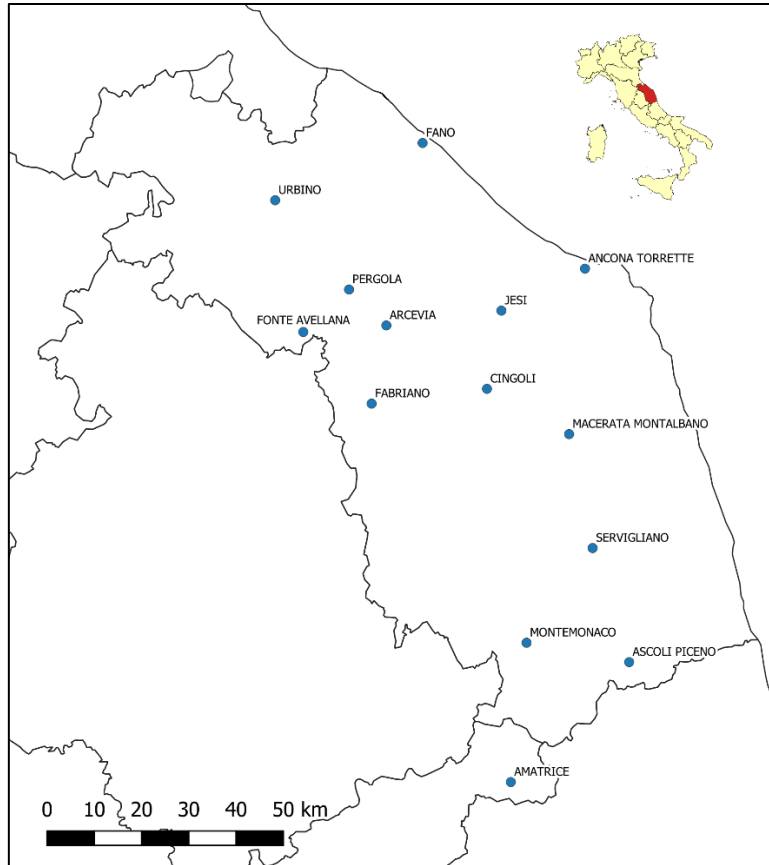 FANO
URBINO
ANCONA TORRETTE
PERGOLA
JESI
ARCEVIA
FONTE AVELLANA
CINGOLI
FABRIANO
MACERATA MONTALBANO
SERVIGLIANO
MONTEMONACO
ASCOLI PICENO
AMATRICE
0 10 20 30 40 50 km